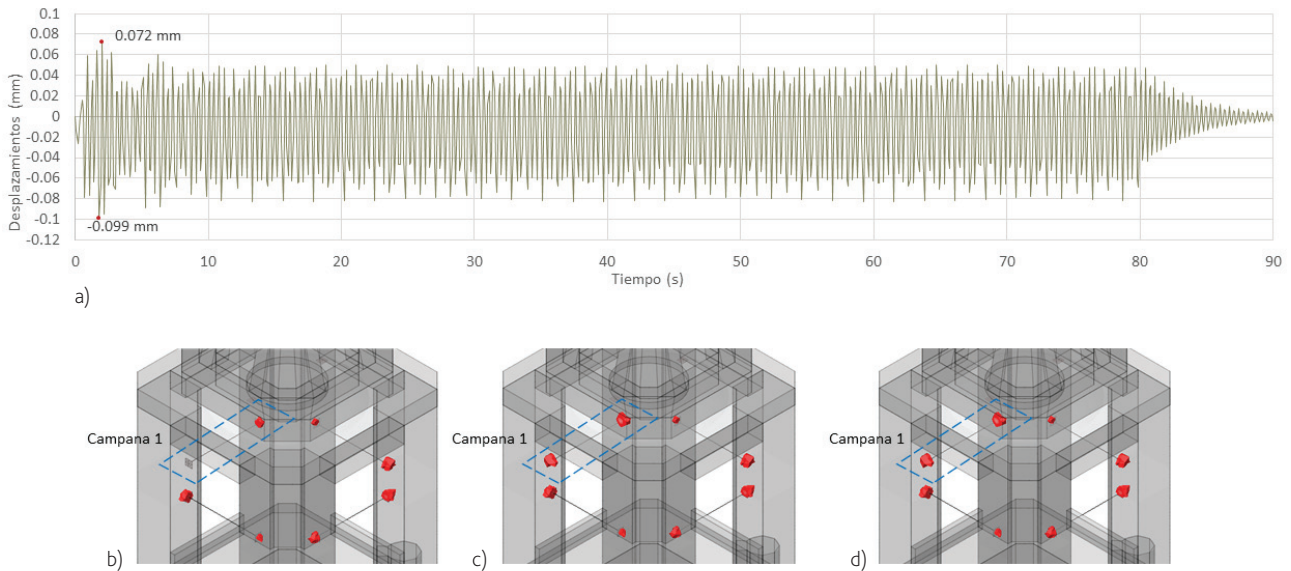 0.1
0.08
0.06
0.04
0.02
0
-0.02
-0.04
-0.06
-0.08
-0.1
-0.12
Desplazamientos (mm)
0.072 mm
-0.099 mm
0 10 20 30 40 50 60 70 80 90
Tiempo (s)
a)
Campana 1
b)
Campana 1
c)
Campana 1
d)